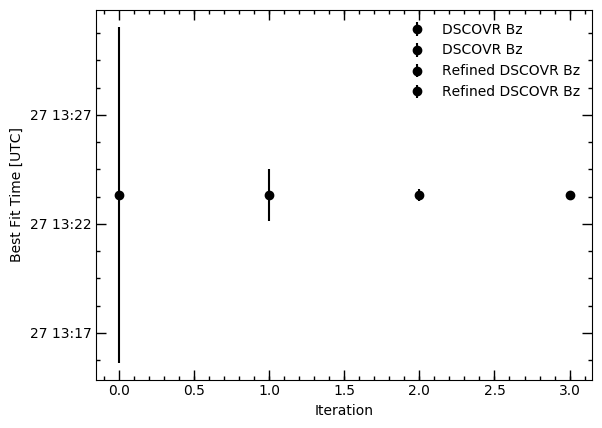 DSCOVR Bz
DSCOVR Bz
Refined DSCOVR Bz
Refined DSCOVR Bz
Best Fit Time [UTC]
27 13:27
27 13:22
27 13:17
0.0 0.5 1.0 1.5 2.0 2.5 3.0
Iteration